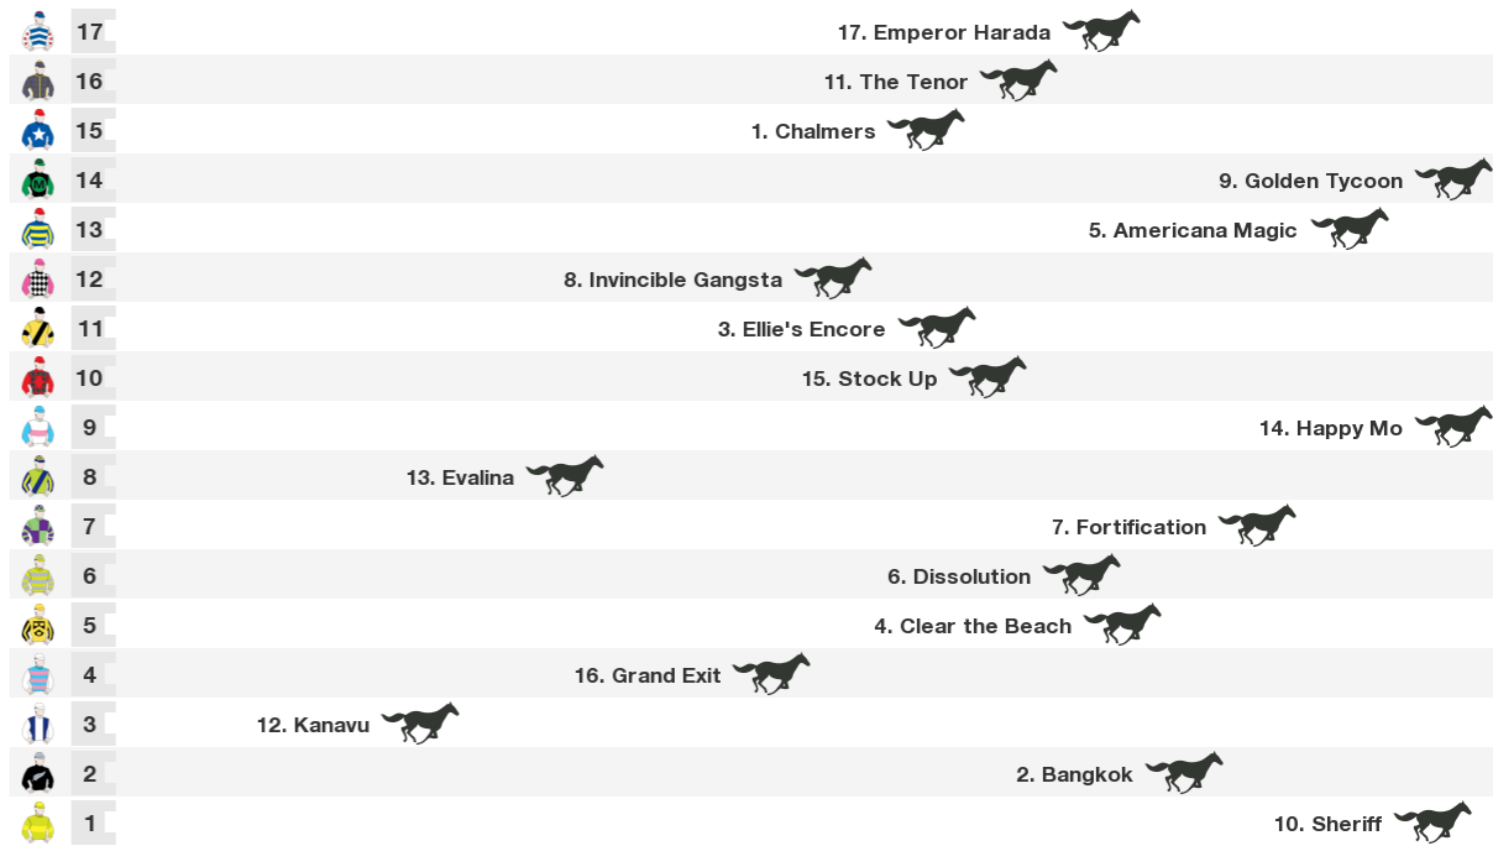 17 17. Emperor Harada
16 11. The Tenor
15 1. Chalmers
14 M 9. Golden Tycoon
13 5. Americana Magic
12 8. Invincible Gangsta
11 3. Ellie's Encore
10 15. Stock Up
9 14. Happy Mo
8 13. Evalina
7 7. Fortification
6 6. Dissolution
5 4. Clear the Beach
4 16. Grand Exit
3 12. Kanavu
2 2. Bangkok
1 10. Sheriff